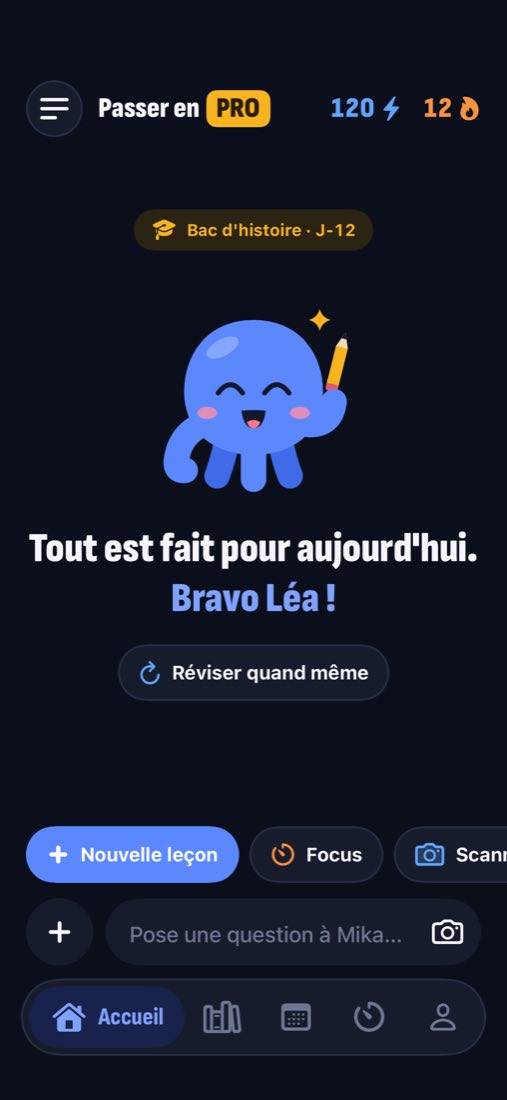 Passer en PRO
120
12
Bac d'histoire · J-12
Tout est fait pour aujourd'hui.
Bravo Léa !
Réviser quand même
Nouvelle leçon
Focus
Scann
Pose une question à Mika...
Accueil